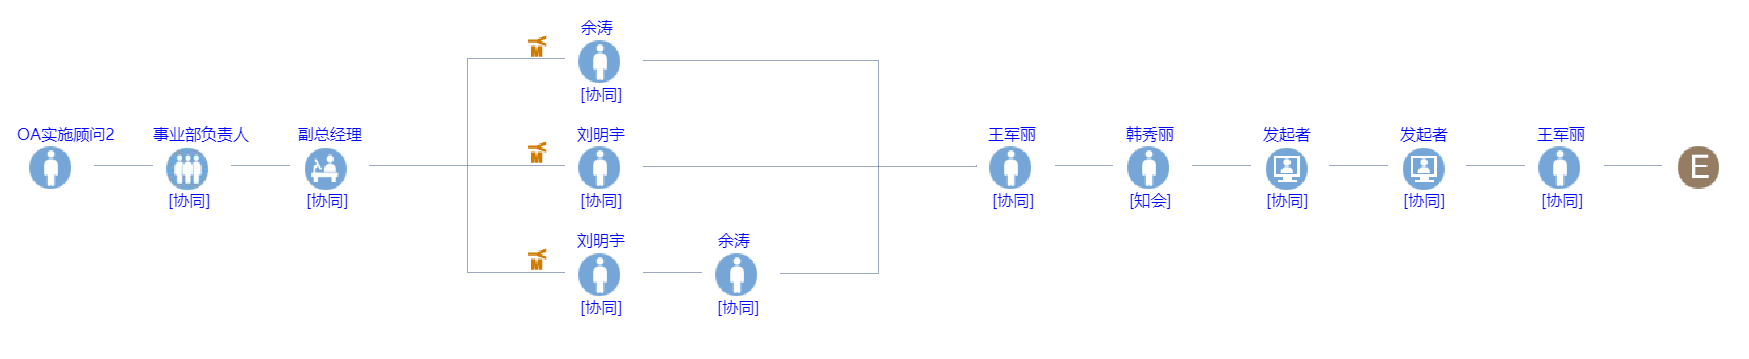 余涛
[协同]
OA实施顾问2
事业部负责人
[协同]
副总经理
[协同]
刘明宇
[协同]
刘明宇
[协同]
余涛
[协同]
王军丽
[协同]
韩秀丽
[知会]
发起者
[协同]
发起者
[协同]
王军丽
[协同]
E